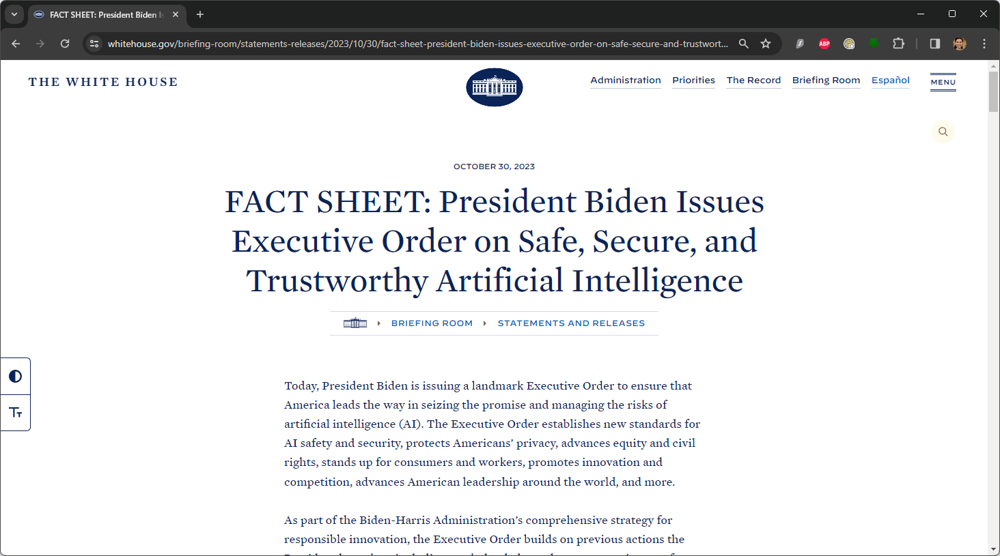 FACT SHEET: President Biden Is
whitehouse.gov/briefing-room/statements-releases/2023/10/30/fact-sheet-president-biden-issues-executive-order-on-safe-secure-and-trustwort...
ABP
THE WHITE HOUSE
Administration
Priorities
The Record
Briefing Room
Español
MENU
OCTOBER 30, 2023
FACT SHEET: President Biden Issues
Executive Order on Safe, Secure, and
Trustworthy Artificial Intelligence
BRIEFING ROOM
STATEMENTS AND RELEASES
Tт
Today, President Biden is issuing a landmark Executive Order to ensure that
America leads the way in seizing the promise and managing the risks of
artificial intelligence (AI). The Executive Order establishes new standards for
AI safety and security, protects Americans’ privacy, advances equity and civil
rights, stands up for consumers and workers, promotes innovation and
competition, advances American leadership around the world, and more.
As part of the Biden-Harris Administration’s comprehensive strategy for
responsible innovation, the Executive Order builds on previous actions the